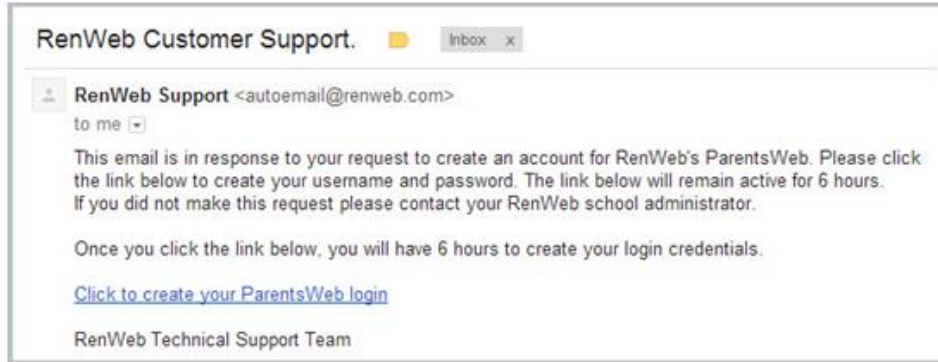 RenWeb Customer Support. Inbox x
RenWeb Support <autoemail@renweb.com>
to me
This email is in response to your request to create an account for RenWeb's ParentsWeb. Please click
the link below to create your username and password. The link below will remain active for 6 hours.
If you did not make this request please contact your RenWeb school administrator.
Once you click the link below, you will have 6 hours to create your login credentials.
Click to create your ParentsWeb login
RenWeb Technical Support Team